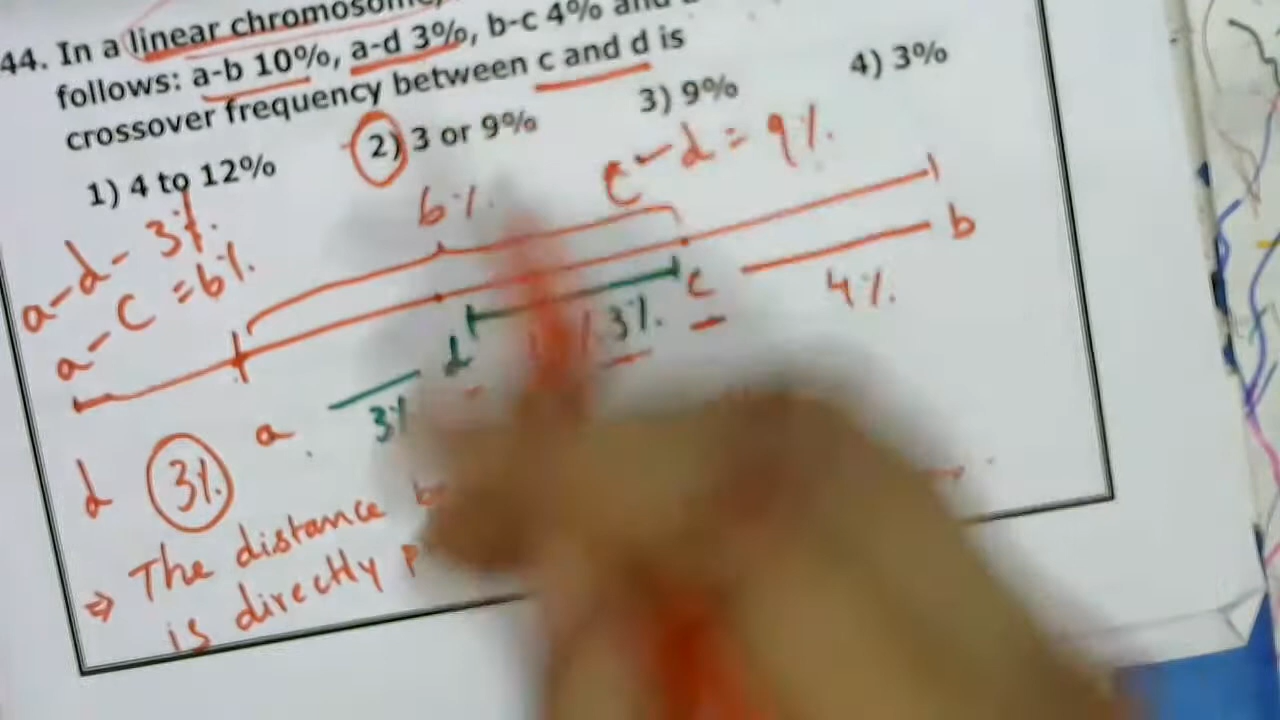 44. In a linear chromosome,
follows: a-b 10%, a-d 3%, b-c 4% and
crossover frequency between c and d is
1) 4 to 12%
2) 3 or 9%
3) 9%
4) 3%
c-d = 9%.
6%.
a-d- 3%.
a-c = 6%.
b
c
4%.
3%.
d
3%
a
d 3%.
⇒ The distance
is directly